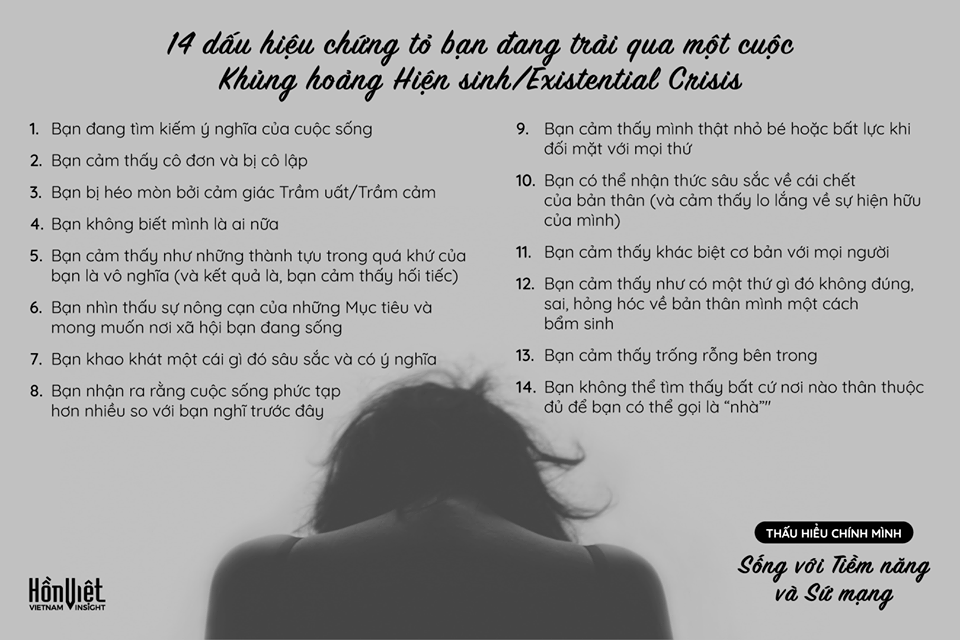 14 dấu hiệu chứng tỏ bạn đang trải qua một cuộc
Khủng hoảng Hiện sinh/Existential Crisis
1. Bạn đang tìm kiếm ý nghĩa của cuộc sống
2. Bạn cảm thấy cô đơn và bị cô lập
3. Bạn bị héo mòn bởi cảm giác Trầm uất/Trầm cảm
4. Bạn không biết mình là ai nữa
5. Bạn cảm thấy như những thành tựu trong quá khứ của
bạn là vô nghĩa (và kết quả là, bạn cảm thấy hối tiếc)
6. Bạn nhìn thấu sự nông cạn của những Mục tiêu và
mong muốn nơi xã hội bạn đang sống
7. Bạn khao khát một cái gì đó sâu sắc và có ý nghĩa
8. Bạn nhận ra rằng cuộc sống phức tạp
hơn nhiều so với bạn nghĩ trước đây
9. Bạn cảm thấy mình thật nhỏ bé hoặc bất lực khi
đối mặt với mọi thứ
10. Bạn có thể nhận thức sâu sắc về cái chết
của bản thân (và cảm thấy lo lắng về sự hiện hữu
của mình)
11. Bạn cảm thấy khác biệt cơ bản với mọi người
12. Bạn cảm thấy như có một thứ gì đó không đúng,
sai, hỏng hóc về bản thân mình một cách
bẩm sinh
13. Bạn cảm thấy trống rỗng bên trong
14. Bạn không thể tìm thấy bất cứ nơi nào thân thuộc
đủ để bạn có thể gọi là “nhà”"
THẤU HIỂU CHÍNH MÌNH
Sống với Tiềm năng
và Sứ mạng
HồnViệt
VIETNAM INSIGHT